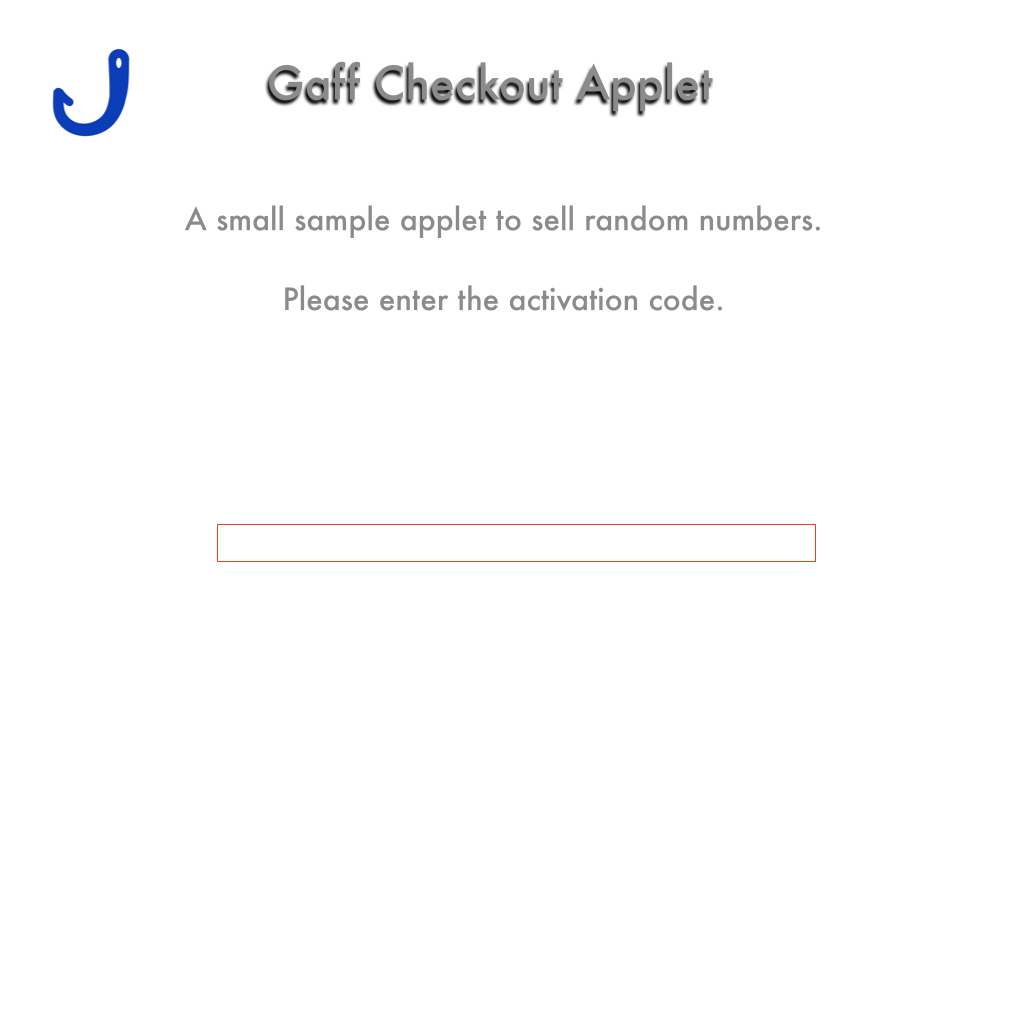 Gaff Checkout Applet
A small sample applet to sell random numbers.
Please enter the activation code.